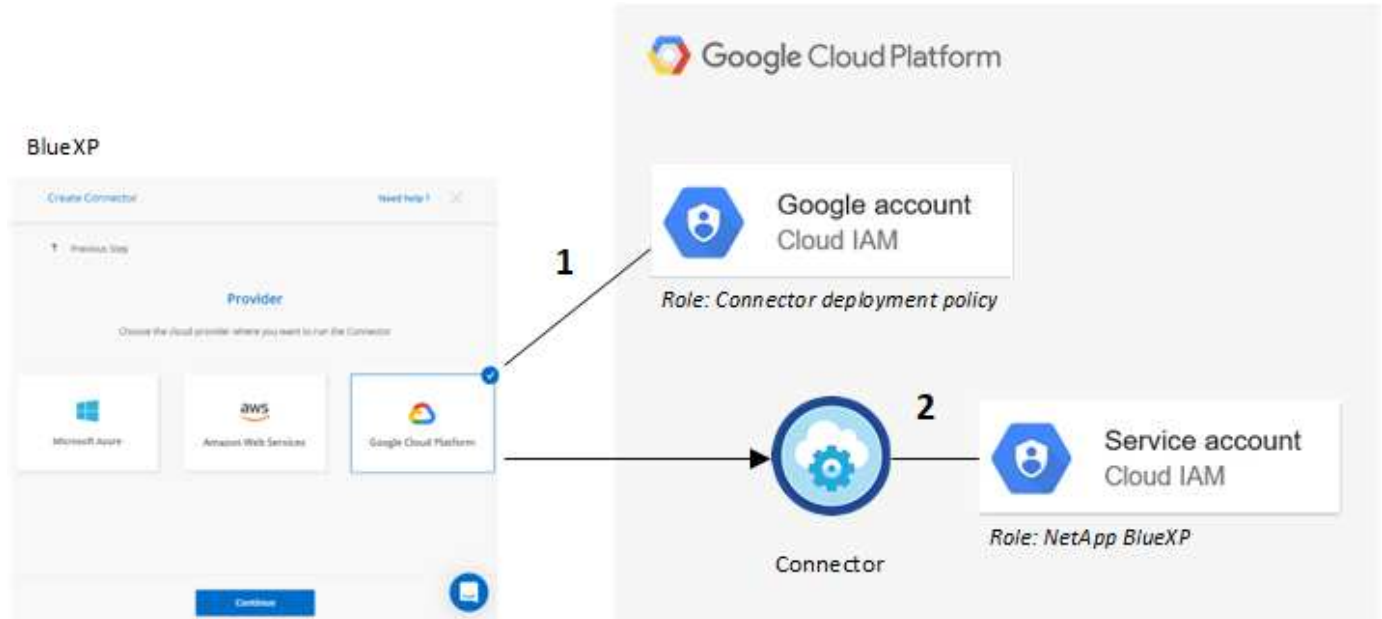 Google Cloud Platform
BlueXP
Create Connector
Need help?
Previous Step
Provider
Choose the cloud provider where you want to run the Connector
Microsoft Azure
aws
Amazon Web Services
Google Cloud Platform
Continue
1
Google account
Cloud IAM
Role: Connector deployment policy
2
Service account
Cloud IAM
Role: NetApp BlueXP
Connector